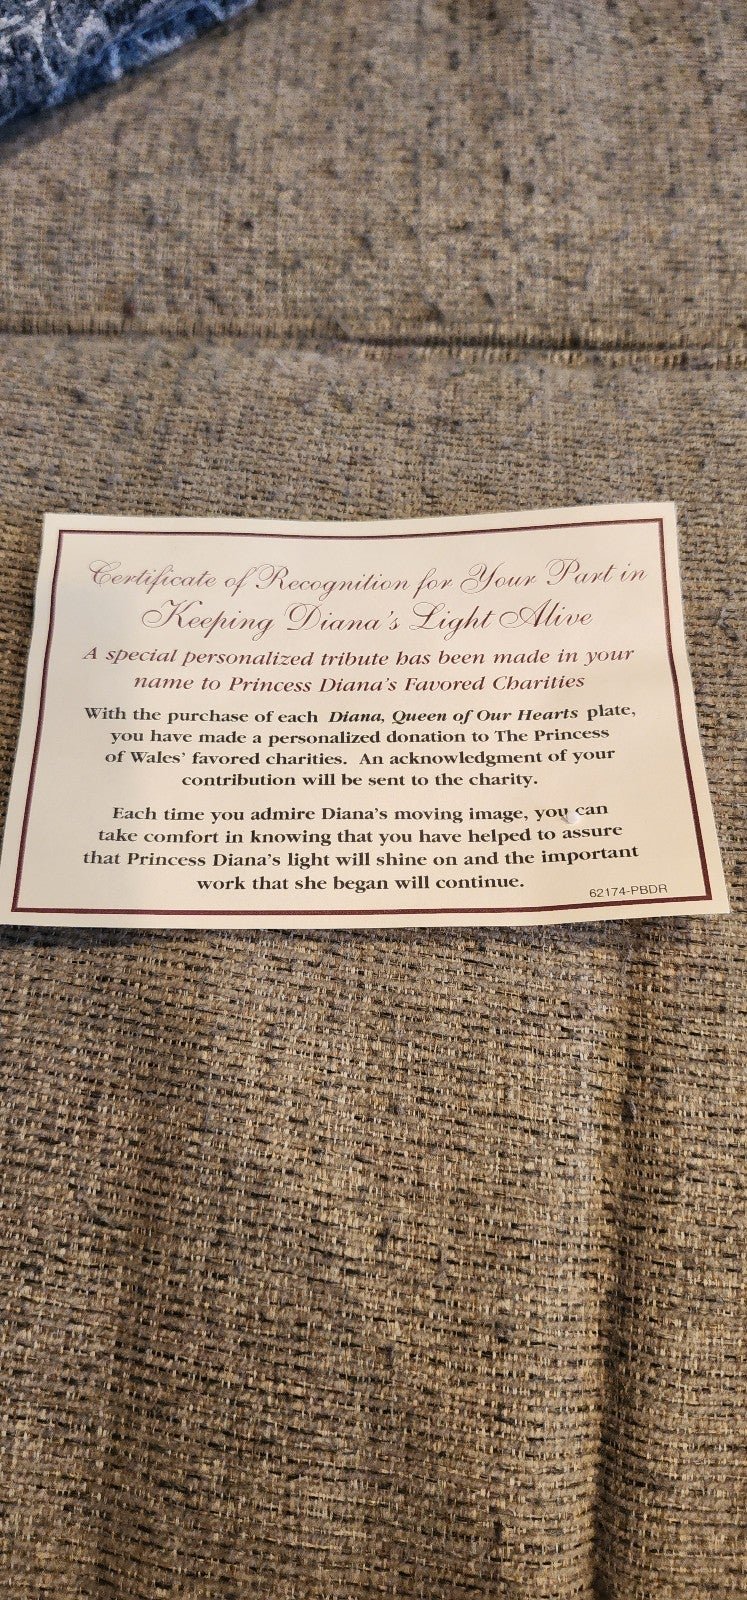 Certificate of Recognition for Your Part in
Keeping Diana's Light Alive
A special personalized tribute has been made in your
name to Princess Diana's Favored Charities
With the purchase of each Diana, Queen of Our Hearts plate,
you have made a personalized donation to The Princess
of Wales' favored charities. An acknowledgment of your
contribution will be sent to the charity.
Each time you admire Diana's moving image, you can
take comfort in knowing that you have helped to assure
that Princess Diana's light will shine on and the important
work that she began will continue.
62174-PBDR